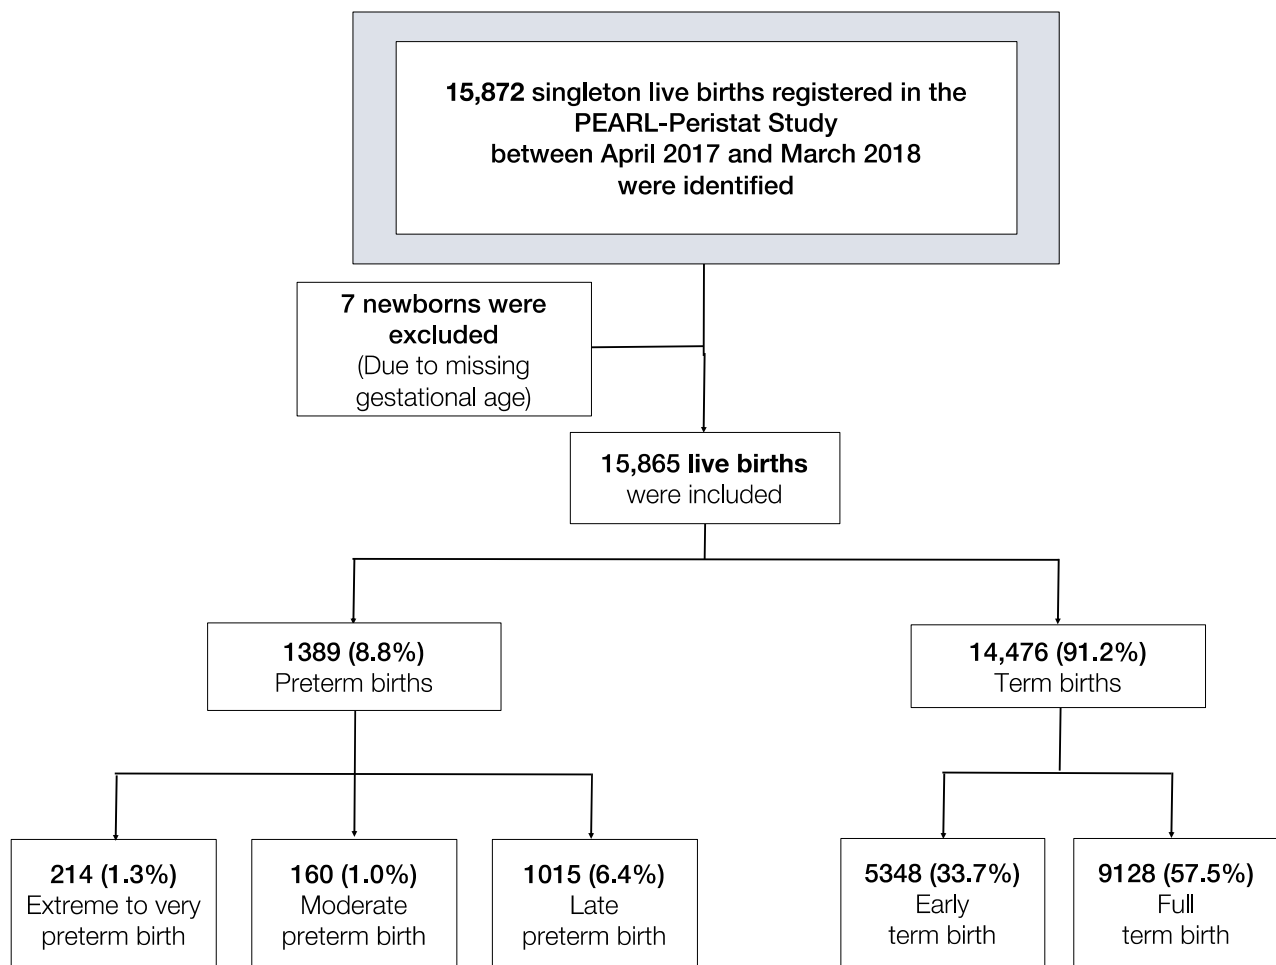 15,872 singleton live births registered in the
PEARL-Peristat Study
between April 2017 and March 2018
were identified
7 newborns were
excluded
(Due to missing
gestational age)
15,865 live births
were included
1389 (8.8%)
Preterm births
14,476 (91.2%)
Term births
214 (1.3%)
Extreme to very
preterm birth
160 (1.0%)
Moderate
preterm birth
1015 (6.4%)
Late
preterm birth
5348 (33.7%)
Early
term birth
9128 (57.5%)
Full
term birth